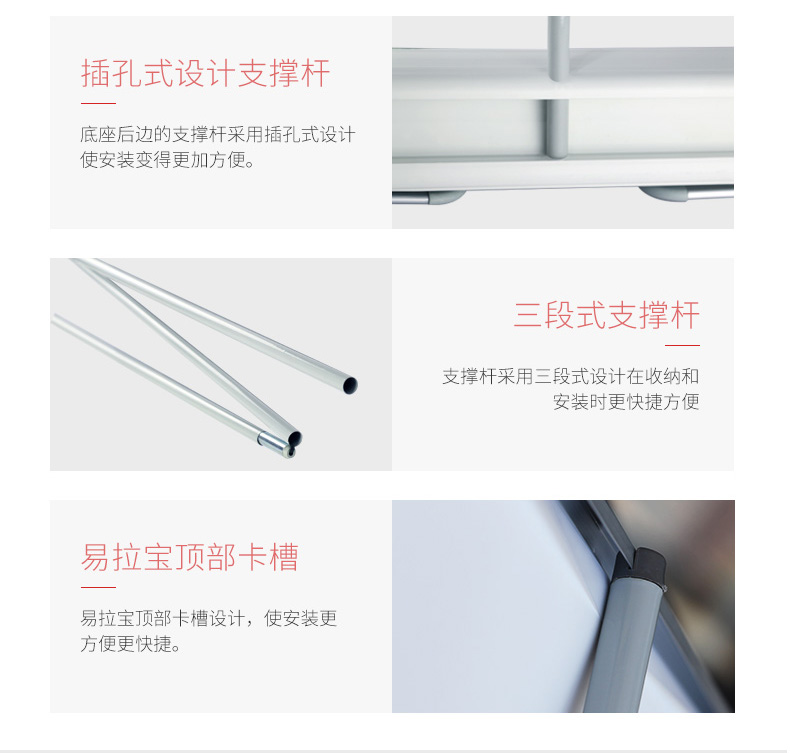 插孔式设计支撑杆
底座后边的支撑杆采用插孔式设计
使安装变得更加方便。
三段式支撑杆
支撑杆采用三段式设计在收纳和
安装时更快捷方便
易拉宝顶部卡槽
易拉宝顶部卡槽设计，使安装更
方便更快捷。